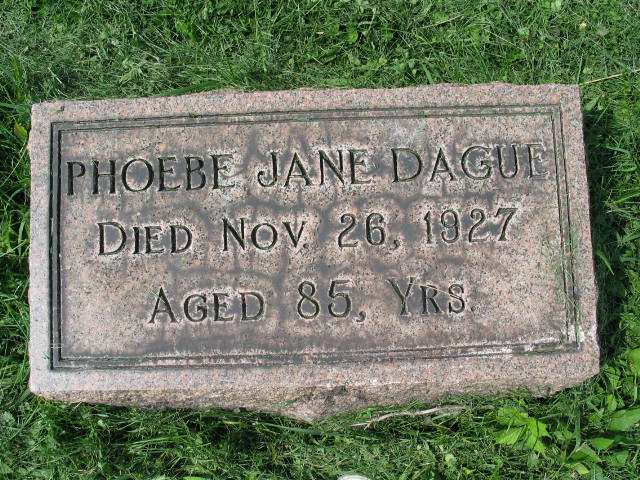 PHOEBE JANE DAGUE
DIED NOV. 26, 1927
AGED 85, YRS.